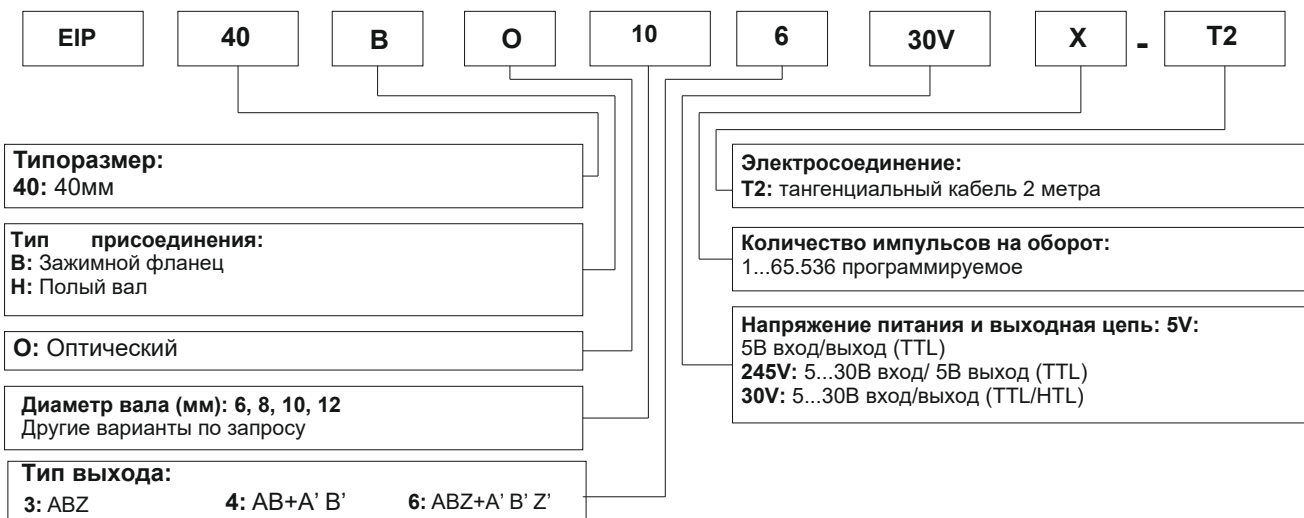 EIP 40 B O 10 6 30V X - T2
Типоразмер:
40: 40мм
Тип присоединения:
B: Зажимной фланец
H: Полый вал
O: Оптический
Диаметр вала (мм): 6, 8, 10, 12
Другие варианты по запросу
Тип выхода:
3: ABZ 4: AB+A' B' 6: ABZ+A' B' Z'
Электросоединение:
T2: тангенциальный кабель 2 метра
Количество импульсов на оборот:
1...65.536 программируемое
Напряжение питания и выходная цепь: 5V:
5В вход/выход (TTL)
245V: 5...30В вход/ 5В выход (TTL)
30V: 5...30В вход/выход (TTL/HTL)